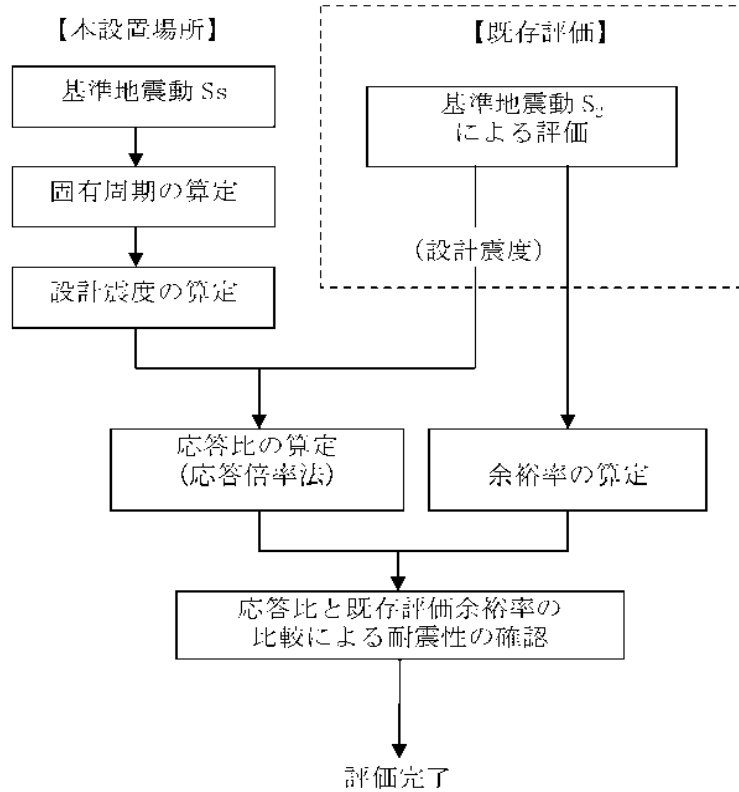 【本設置場所】
【既存評価】
基準地震動 Ss
基準地震動 S₂
による評価
固有周期の算定
(設計震度)
設計震度の算定
応答比の算定
(応答倍率法)
余裕率の算定
応答比と既存評価余裕率の
比較による耐震性の確認
評価完了